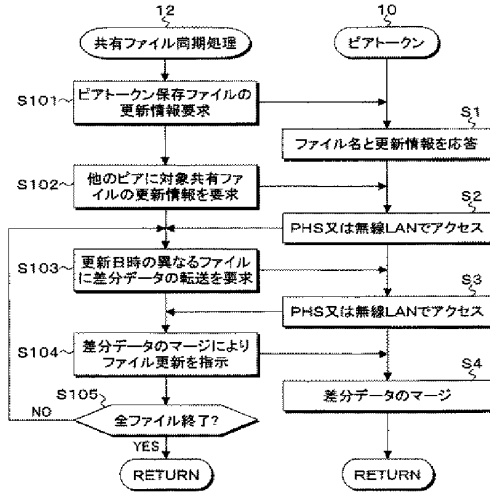 12
共有ファイル同期処理
S101
ピアトークン保存ファイルの
更新情報要求
S102
他のピアに対象共有ファイ
ルの更新情報を要求
S103
更新日時の異なるファイル
に差分データの転送を要求
S104
差分データのマージにより
ファイル更新を指示
S105
全ファイル終了?
NO
YES
RETURN
10
ピアトークン
S1
ファイル名と更新情報を応答
S2
PHS又は無線LANでアクセス
S3
PHS又は無線LANでアクセス
S4
差分データのマージ
RETURN